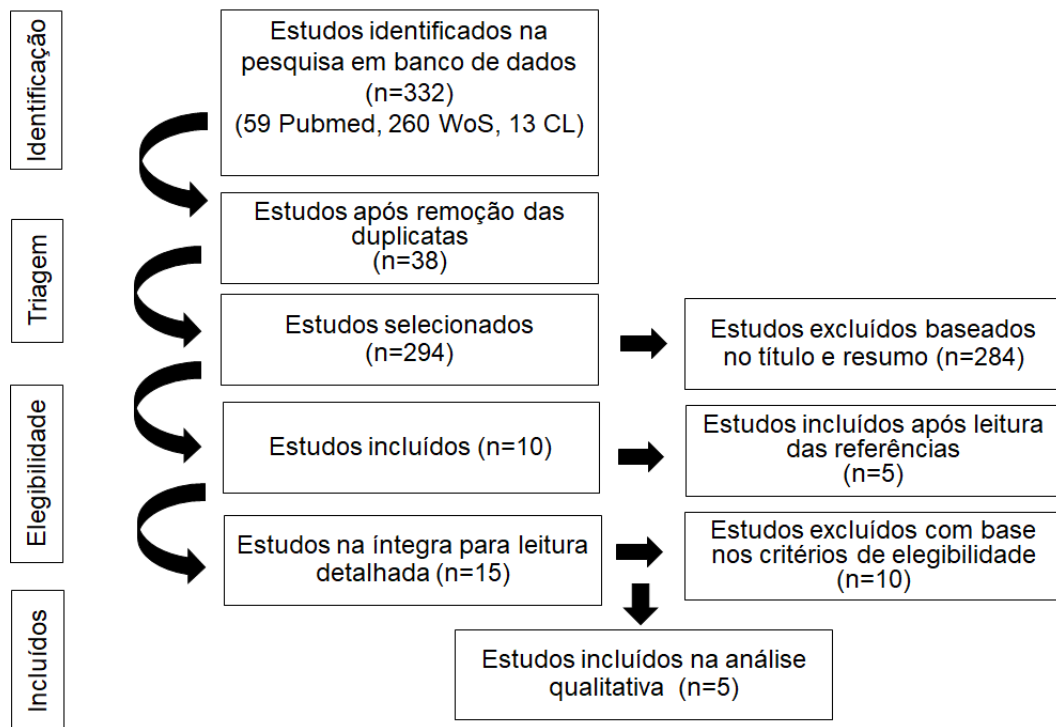 Identificação
Estudos identificados na
pesquisa em banco de dados
(n=332)
(59 Pubmed, 260 WoS, 13 CL)
Triagem
Estudos após remoção das
duplicatas
(n=38)
Estudos selecionados
(n=294)
Estudos excluídos baseados
no título e resumo (n=284)
Elegibilidade
Estudos incluídos (n=10)
Estudos incluídos após leitura
das referências
(n=5)
Estudos na íntegra para leitura
detalhada (n=15)
Estudos excluídos com base
nos critérios de elegibilidade
(n=10)
Incluídos
Estudos incluídos na análise
qualitativa (n=5)